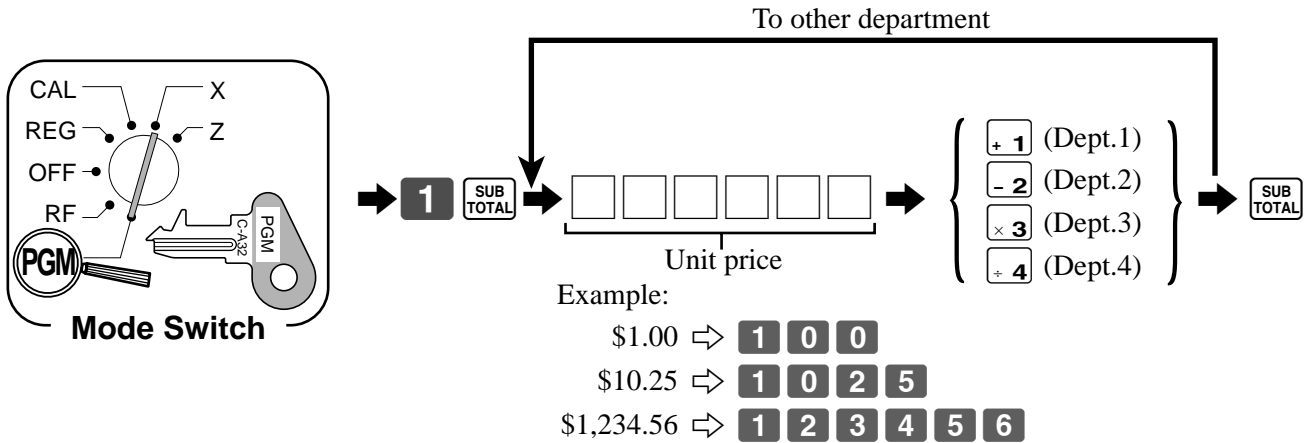 To other department
CAL
X
REG
Z
OFF
RF
PGM
PGM
C-A32
Mode Switch
1
SUB
TOTAL
Unit price
+ 1 (Dept.1)
- 2 (Dept.2)
× 3 (Dept.3)
÷ 4 (Dept.4)
SUB
TOTAL
Example:
$1.00 ⇨ 1 0 0
$10.25 ⇨ 1 0 2 5
$1,234.56 ⇨ 1 2 3 4 5 6